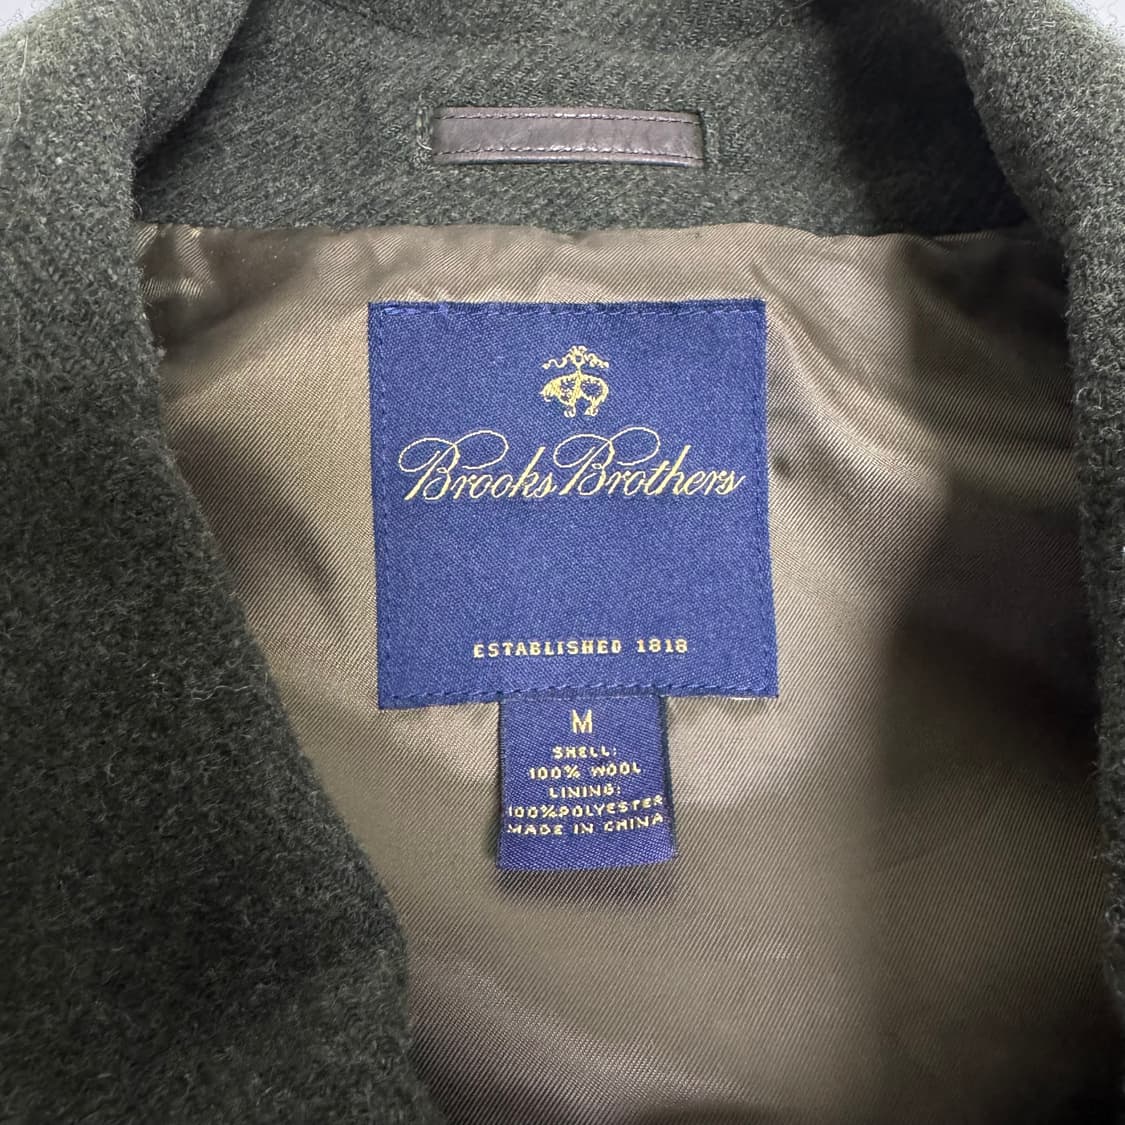 Brooks Brothers
ESTABLISHED 1818
M
SHELL:
100% WOOL
LINING:
100%POLYESTER
MADE IN CHINA